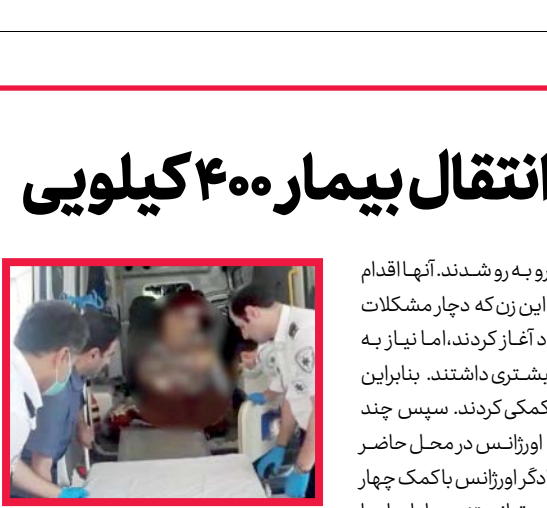 انتقال بیمار ۴۰۰ کیلویی
رو به رو شدند. آنها اقدام
این زن که دچار مشکلات
د آغاز کردند، اما نیاز به
بیشتری داشتند. بنابراین
کمکی کردند. سپس چند
اورژانس در محل حاضر
دادگر اورژانس با کمک چهار